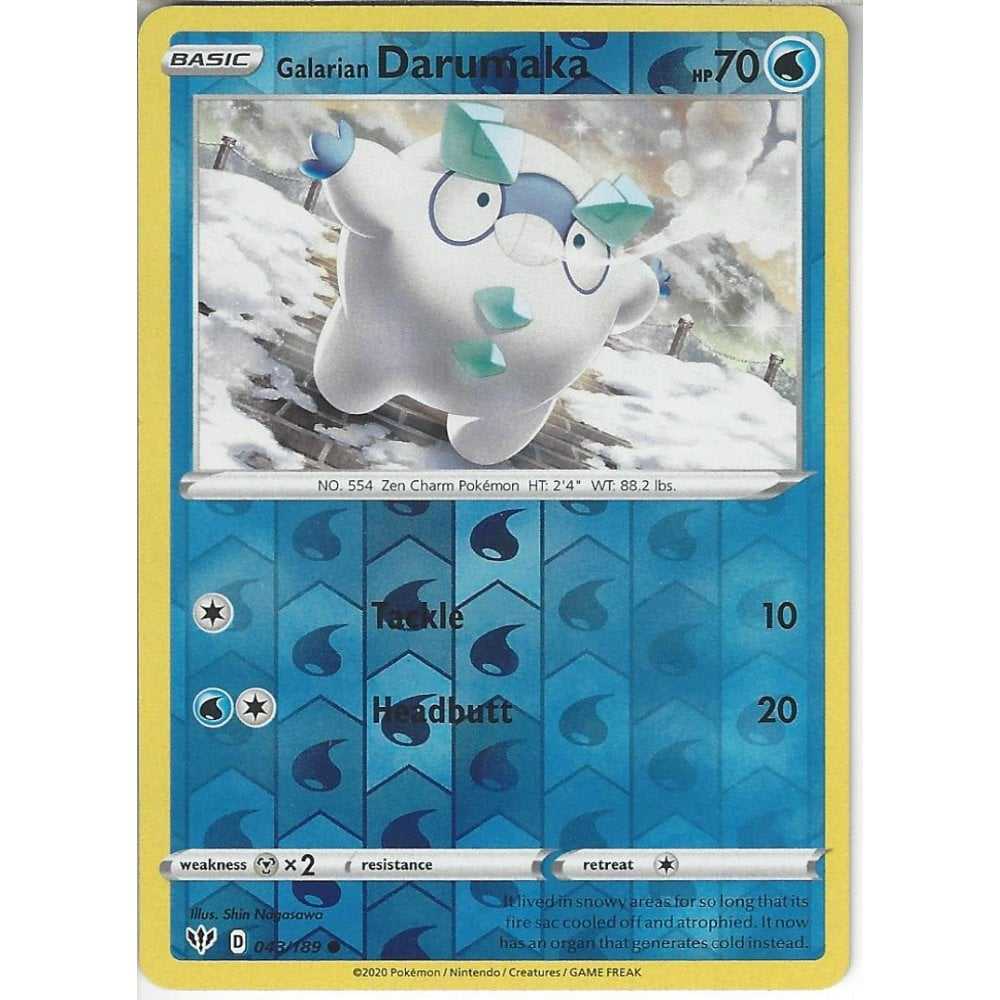 BASIC Galarian Darumaka HP70
NO. 554 Zen Charm Pokémon HT: 2'4" WT: 88.2 lbs.
Tackle 10
Headbutt 20
weakness ×2 resistance retreat
Illus. Shin Nagasawa
It lived in snowy areas for so long that its
fire sac cooled off and atrophied. It now
has an organ that generates cold instead.
D 043/189
©2020 Pokémon / Nintendo / Creatures / GAME FREAK